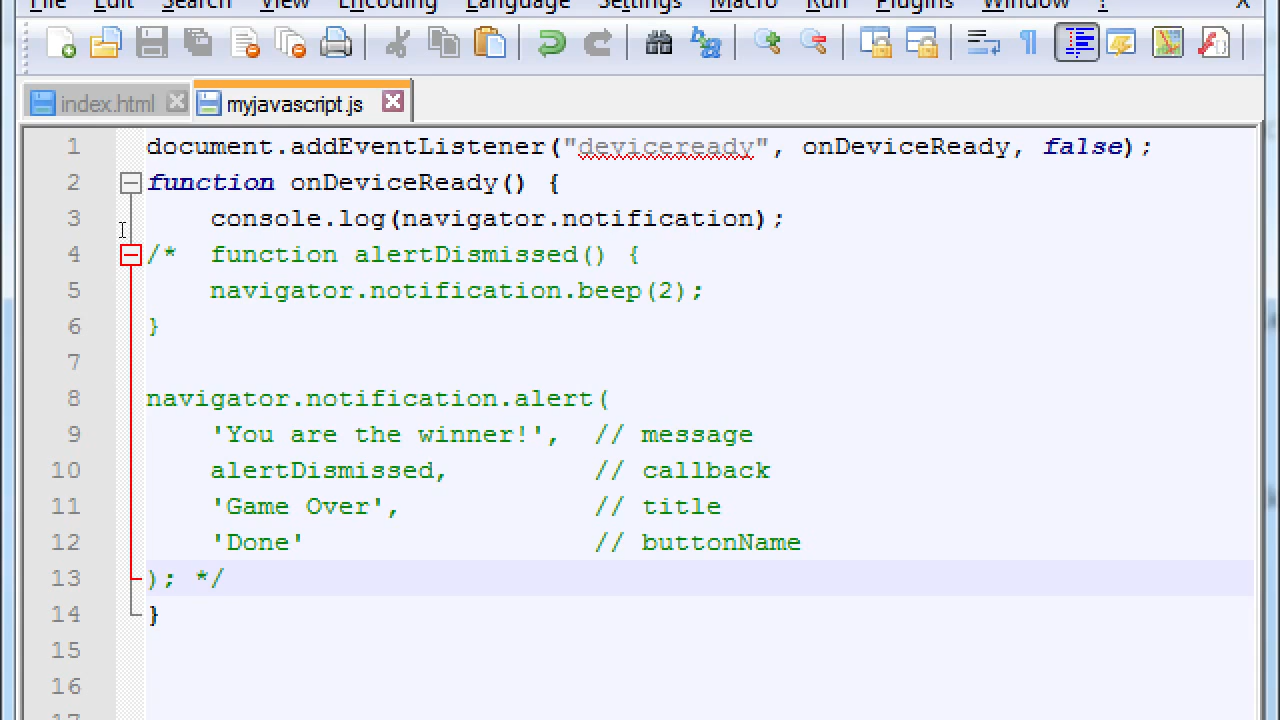 File Edit Search View Encoding Language Settings Macro Run Plugins Window ? X
index.html myjavascript.js
1 document.addEventListener("deviceready", onDeviceReady, false);
2 function onDeviceReady() {
3 console.log(navigator.notification);
4 /* function alertDismissed() {
5 navigator.notification.beep(2);
6 }
7
8 navigator.notification.alert(
9 'You are the winner!', // message
10 alertDismissed, // callback
11 'Game Over', // title
12 'Done' // buttonName
13 ); */
14 }
15
16
17